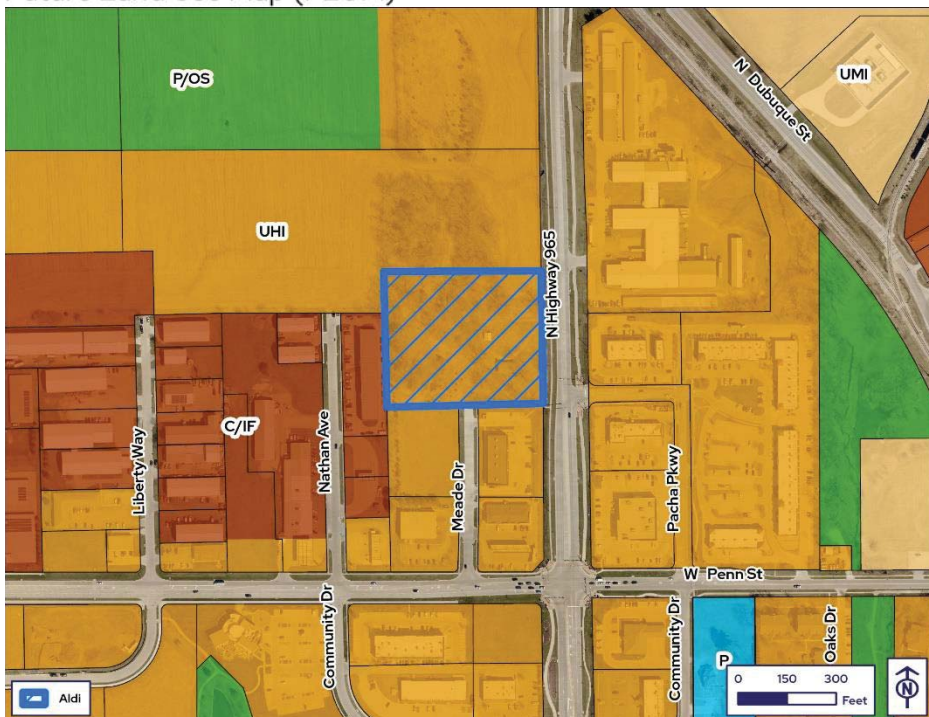 P/OS
N Dubuque St
UMI
UHI
N Highway 965
C/IF
Liberty Way
Nathan Ave
Meade Dr
Pacha Pkwy
W Penn St
Community Dr
Community Dr
P
Oaks Dr
0 150 300
Feet
N
Aldi